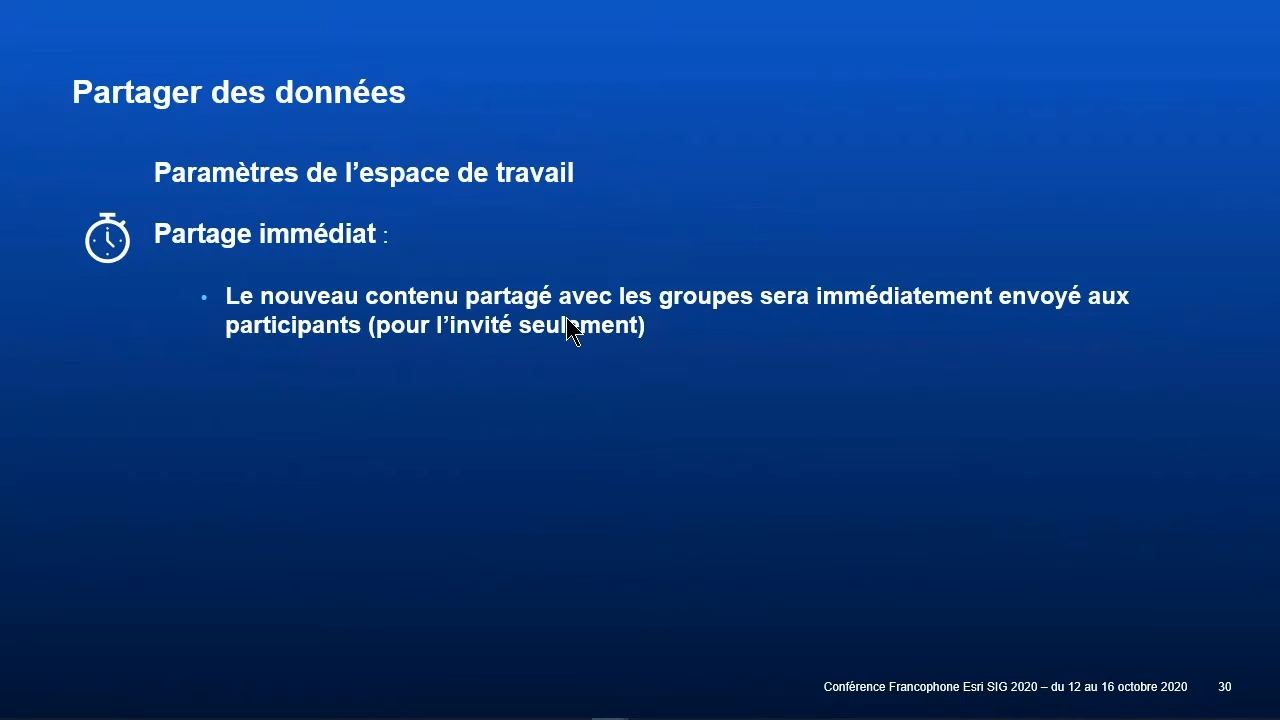 Partager des données
Paramètres de l’espace de travail
Partage immédiat :
• Le nouveau contenu partagé avec les groupes sera immédiatement envoyé aux
participants (pour l’invité seulement)
Conférence Francophone Esri SIG 2020 – du 12 au 16 octobre 2020 30